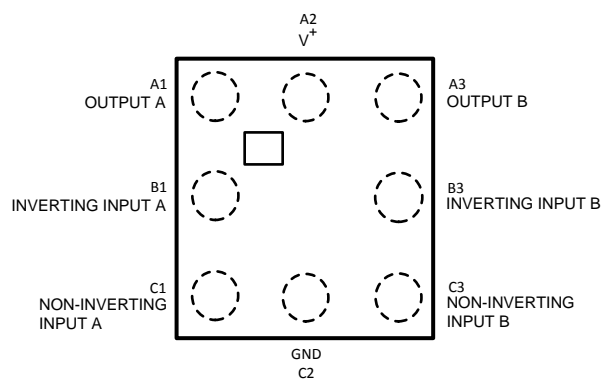 A2
V+
A1
OUTPUT A
A3
OUTPUT B
B1
INVERTING INPUT A
B3
INVERTING INPUT B
C1
NON-INVERTING
INPUT A
C3
NON-INVERTING
INPUT B
GND
C2